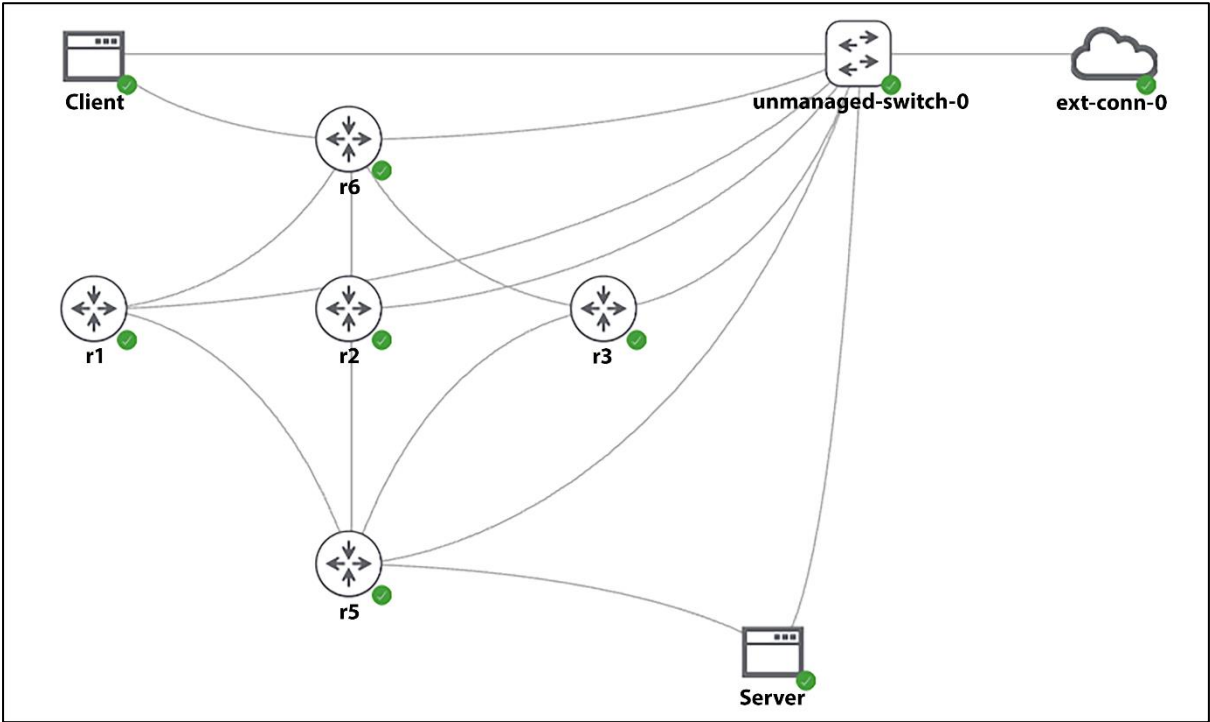 Client
unmanaged-switch-0
ext-conn-0
r6
r1
r2
r3
r5
Server